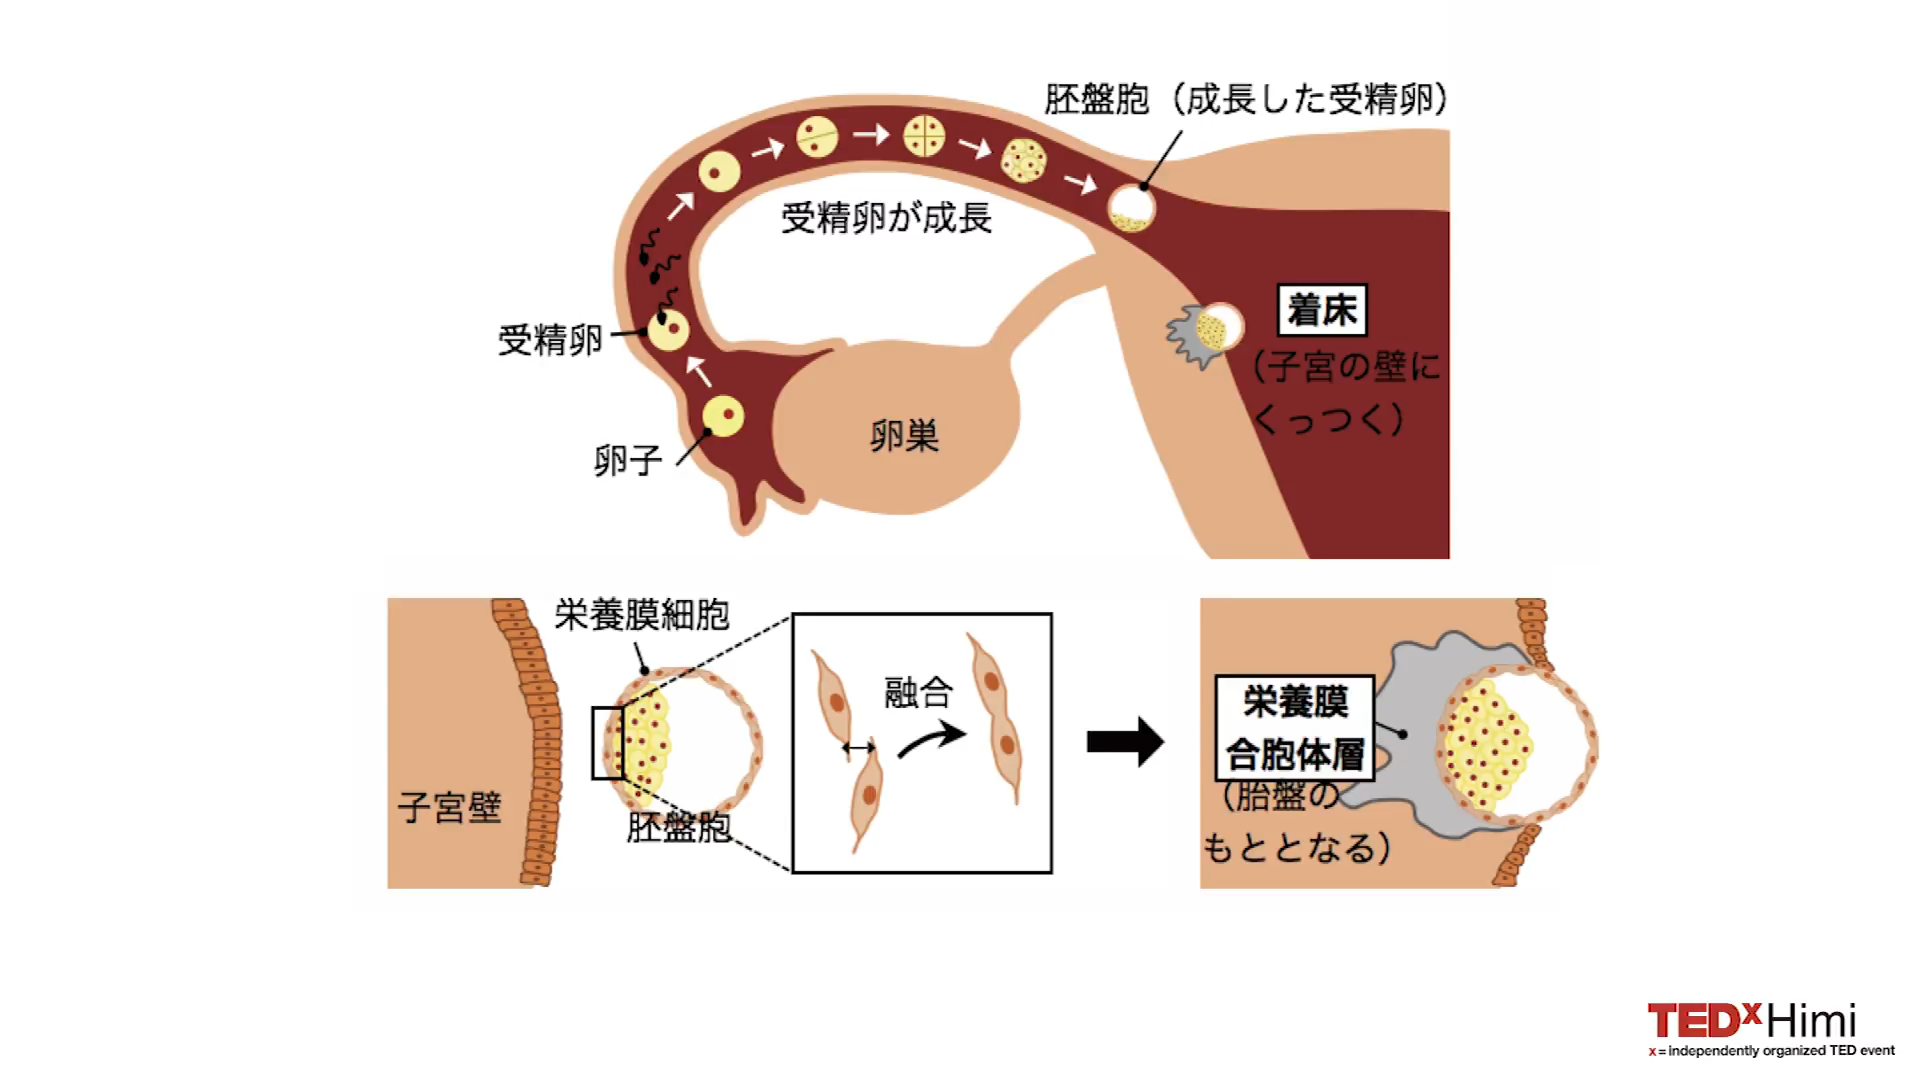 胚盤胞（成長した受精卵）
受精卵が成長
受精卵
着床
（子宮の壁に
くっつく）
卵巣
卵子
栄養膜細胞
融合
子宮壁
胚盤胞
栄養膜
合胞体層
（胎盤の
もととなる）
TEDxHimi
x = independently organized TED event